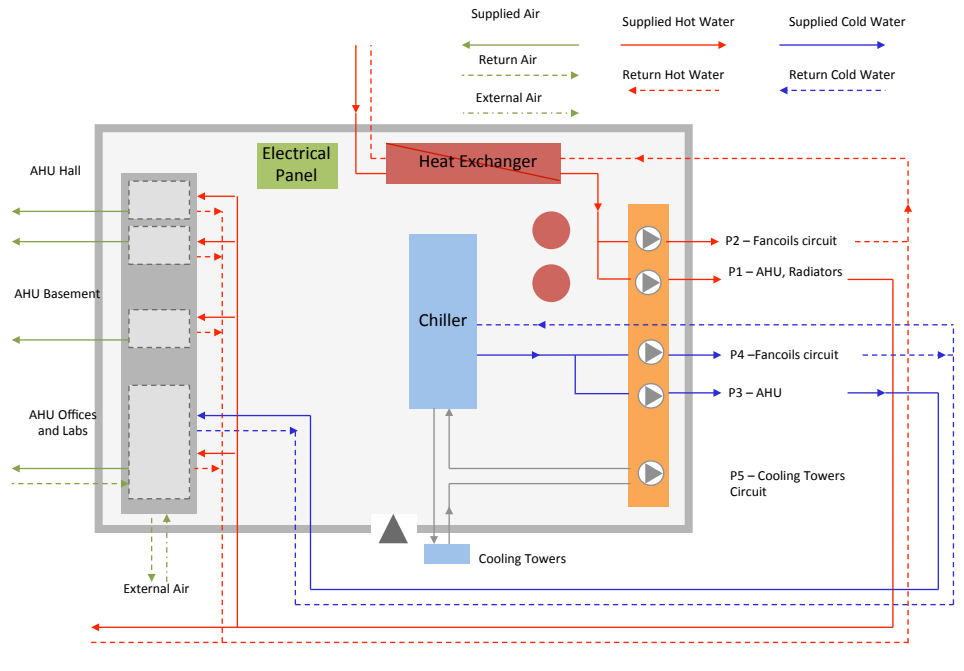 Supplied Air
Supplied Hot Water
Supplied Cold Water
Return Air
Return Hot Water
Return Cold Water
External Air
Electrical
Panel
Heat Exchanger
AHU Hall
P2 – Fancoils circuit
P1 – AHU, Radiators
AHU Basement
Chiller
P4 –Fancoils circuit
P3 – AHU
AHU Offices
and Labs
P5 – Cooling Towers
Circuit
Cooling Towers
External Air